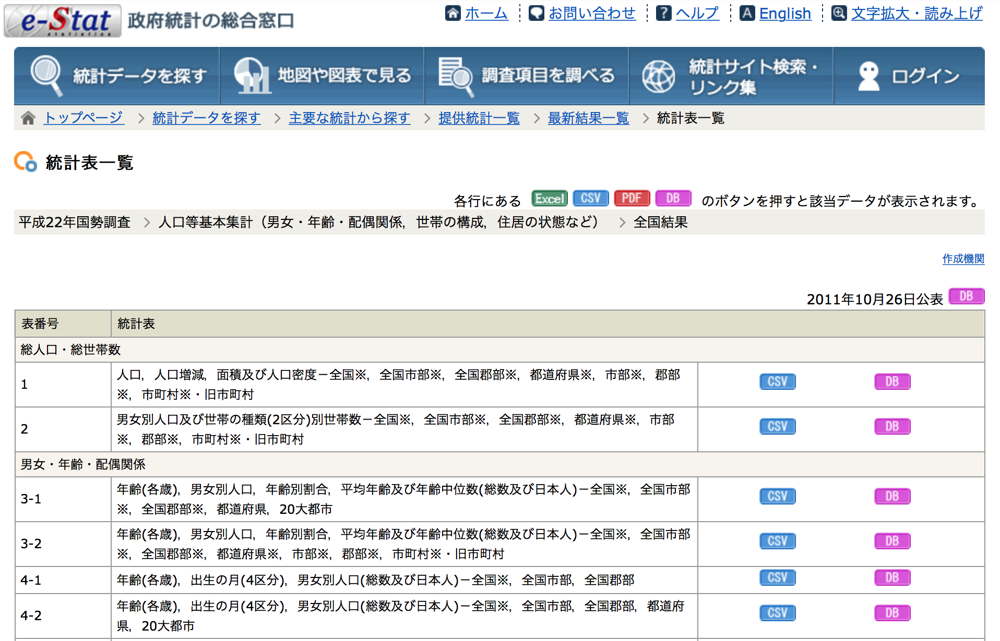 e-Stat 政府統計の総合窓口
ホーム お問い合わせ ヘルプ English 文字拡大・読み上げ
統計データを探す 地図や図表で見る 調査項目を調べる 統計サイト検索・
リンク集 ログイン
トップページ > 統計データを探す > 主要な統計から探す > 提供統計一覧 > 最新結果一覧 > 統計表一覧
統計表一覧
各行にある Excel CSV PDF DB のボタンを押すと該当データが表示されます。
平成22年国勢調査 > 人口等基本集計（男女・年齢・配偶関係，世帯の構成，住居の状態など） > 全国結果
作成機関
2011年10月26日公表 DB
表番号 統計表
総人口・総世帯数
1 人口，人口増減，面積及び人口密度－全国※，全国市部※，全国郡部※，都道府県※，市部※，郡部 CSV DB
※，市町村※・旧市町村
2 男女別人口及び世帯の種類(2区分)別世帯数－全国※，全国市部※，全国郡部※，都道府県※，市部 CSV DB
※，郡部※，市町村※・旧市町村
男女・年齢・配偶関係
3-1 年齢(各歳)，男女別人口，年齢別割合，平均年齢及び年齢中位数(総数及び日本人)－全国※，全国市部 CSV DB
※，全国郡部※，都道府県，20大都市
3-2 年齢(各歳)，男女別人口，年齢別割合，平均年齢及び年齢中位数(総数及び日本人)－全国※，全国市部 CSV DB
※，全国郡部※，都道府県※，市部※，郡部※，市町村※・旧市町村
4-1 年齢(各歳)，出生の月(4区分)，男女別人口(総数及び日本人)－全国※，全国市部，全国郡部 CSV DB
4-2 年齢(各歳)，出生の月(4区分)，男女別人口(総数及び日本人)－全国※，全国市部，全国郡部，都道府 CSV DB
県，20大都市